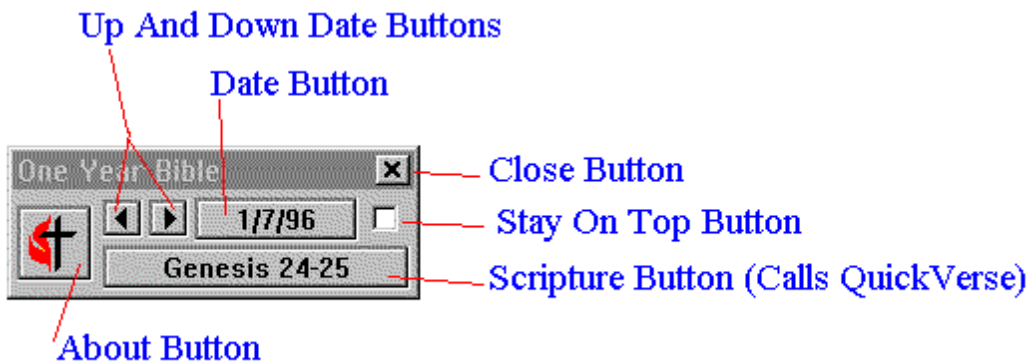 Up And Down Date Buttons
Date Button
One Year Bible
Close Button
1/7/96
Stay On Top Button
Genesis 24-25
Scripture Button (Calls QuickVerse)
About Button